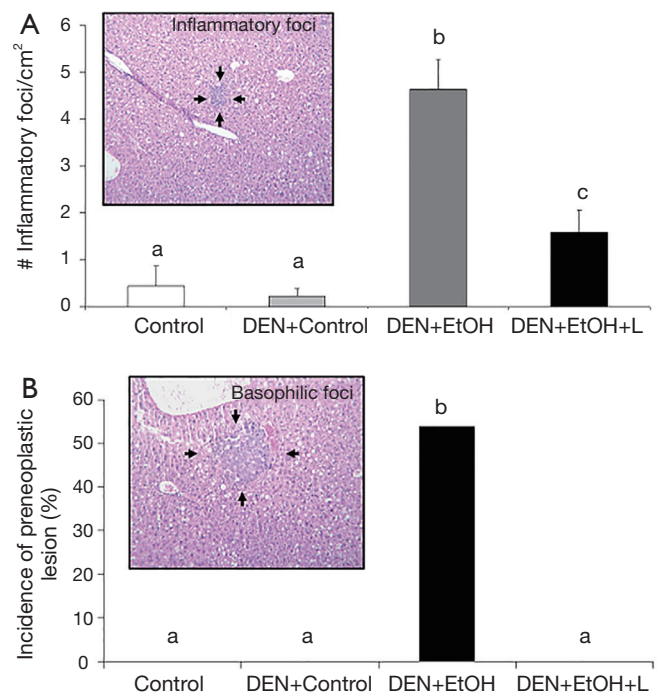 A
# Inflammatory foci/cm²
6
5
4
3
2
1
0
Inflammatory foci
a
a
b
c
Control
DEN+Control
DEN+EtOH
DEN+EtOH+L
B
Incidence of preneoplastic
lesion (%)
60
50
40
30
20
10
0
Basophilic foci
a
a
b
a
Control
DEN+Control
DEN+EtOH
DEN+EtOH+L